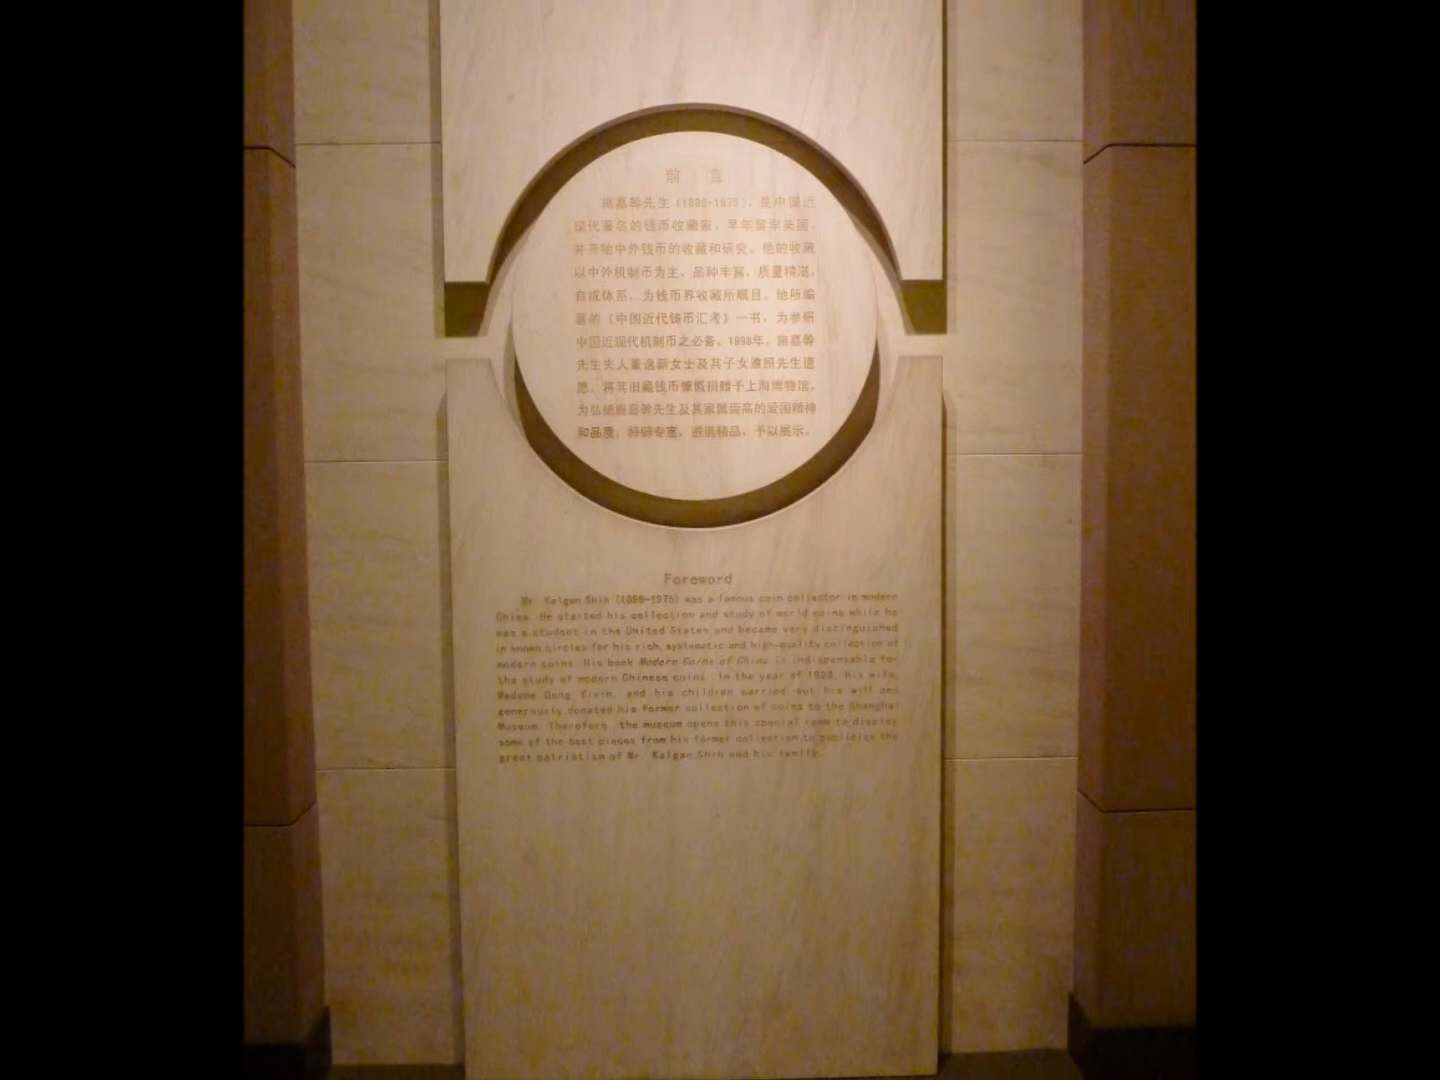 前 言
施嘉幹先生(1896-1975),是中国近
现代著名的钱币收藏家。早年留学美国,
并开始中外钱币的收藏和研究。他的收藏
以中外机制币为主,品种丰富,质量精湛,
自成体系,为钱币界收藏所瞩目。他所编
著的《中国近代铸币汇考》一书,为参研
中国近现代机制币之必备。1998年,施嘉幹
先生夫人董逸新女士及其子女遵照先生遗
愿,将其旧藏钱币慷慨捐赠予上海博物馆。
为弘扬施嘉幹先生及其家属崇高的爱国精神
和品质,特辟专室,遴选精品,予以展示。
Foreword
Mr. Kalgan Shih (1896-1975) was a famous coin collector in modern
China. He started his collection and study of world coins while he
was a student in the United States and became very distinguished
in known circles for his rich, systematic and high-quality collection of
modern coins. His book Modern Coins of China is indispensable for
the study of modern Chinese coins. In the year of 1998, his wife,
Madame Dong Yixin, and his children carried out his will and
generously donated his former collection of coins to the Shanghai
Museum. Therefore, the museum opens this special room to display
some of the best pieces from his former collection to publicize the
great patriotism of Mr. Kalgan Shih and his family.